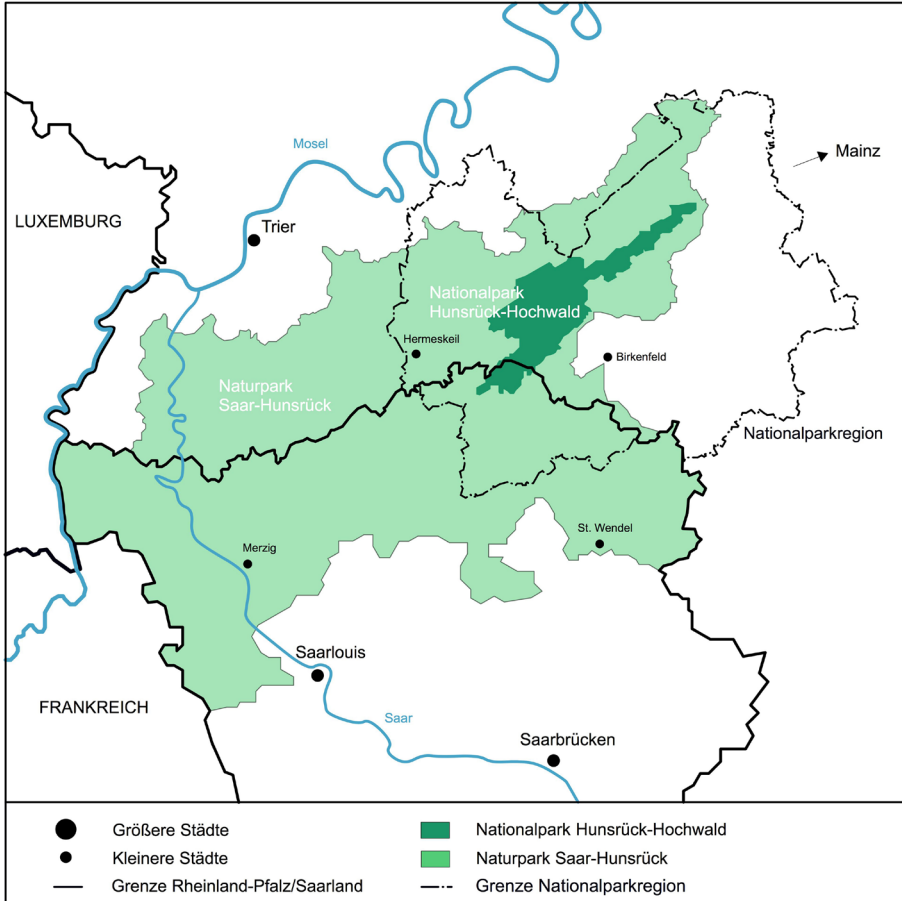 Mosel
Mainz
LUXEMBURG
Trier
Nationalpark
Hunsrück-Hochwald
Hermeskeil
Birkenfeld
Naturpark
Saar-Hunsrück
Nationalparkregion
St. Wendel
Merzig
Saarlouis
FRANKREICH
Saar
Saarbrücken
Größere Städte
Kleinere Städte
Grenze Rheinland-Pfalz/Saarland
Nationalpark Hunsrück-Hochwald
Naturpark Saar-Hunsrück
Grenze Nationalparkregion